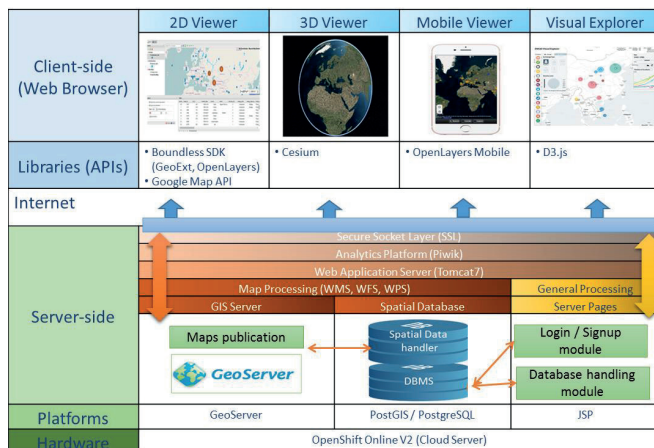 2D Viewer
3D Viewer
Mobile Viewer
Visual Explorer
Client-side
(Web Browser)
Libraries (APIs)
• Boundless SDK
(GeoExt, OpenLayers)
• Google Map API
• Cesium
• OpenLayers Mobile
• D3.js
Internet
Secure Socket Layer (SSL)
Analytics Platform (Piwik)
Web Application Server (Tomcat7)
Map Processing (WMS, WFS, WPS)
General Processing
GIS Server
Spatial Database
Server Pages
Server-side
Maps publication
GeoServer
Spatial Data
handler
DBMS
Login / Signup
module
Database handling
module
Platforms
GeoServer
PostGIS / PostgreSQL
JSP
Hardware
OpenShift Online V2 (Cloud Server)